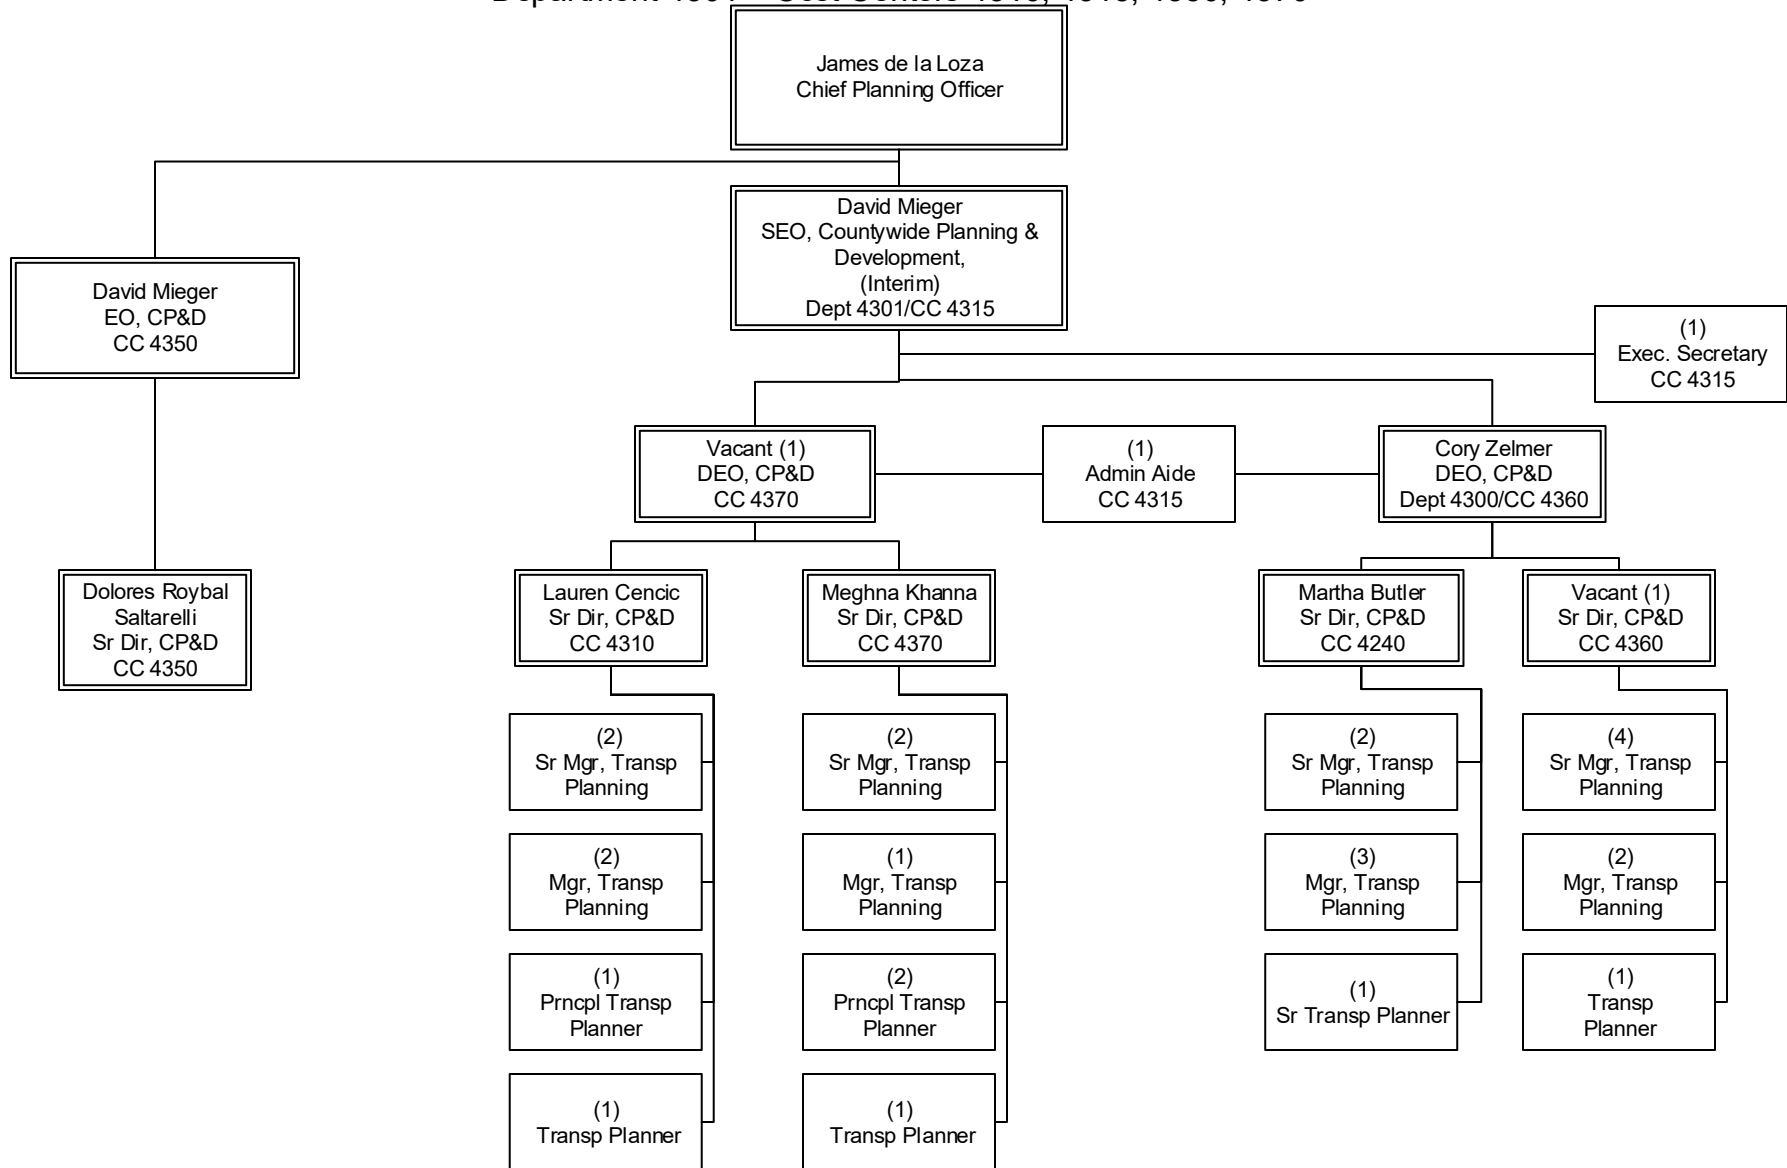 James de la Loza
Chief Planning Officer
David Mieger
SEO, Countywide Planning &
Development,
(Interim)
Dept 4301/CC 4315
David Mieger
EO, CP&D
CC 4350
(1)
Exec. Secretary
CC 4315
Vacant (1)
DEO, CP&D
CC 4370
(1)
Admin Aide
CC 4315
Cory Zelmer
DEO, CP&D
Dept 4300/CC 4360
Dolores Roybal
Saltarelli
Sr Dir, CP&D
CC 4350
Lauren Cencic
Sr Dir, CP&D
CC 4310
Meghna Khanna
Sr Dir, CP&D
CC 4370
Martha Butler
Sr Dir, CP&D
CC 4240
Vacant (1)
Sr Dir, CP&D
CC 4360
(2)
Sr Mgr, Transp
Planning
(2)
Sr Mgr, Transp
Planning
(2)
Sr Mgr, Transp
Planning
(4)
Sr Mgr, Transp
Planning
(2)
Mgr, Transp
Planning
(1)
Mgr, Transp
Planning
(3)
Mgr, Transp
Planning
(2)
Mgr, Transp
Planning
(1)
Prncpl Transp
Planner
(2)
Prncpl Transp
Planner
(1)
Sr Transp Planner
(1)
Transp
Planner
(1)
Transp Planner
(1)
Transp Planner